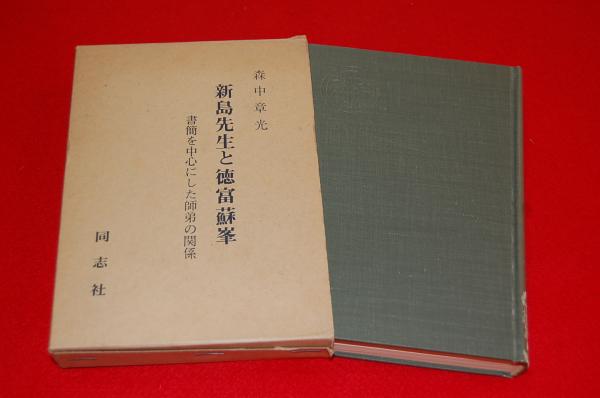 森中章光
新島先生と徳富蘇峯
書簡を中心にした師弟の関係
同志社